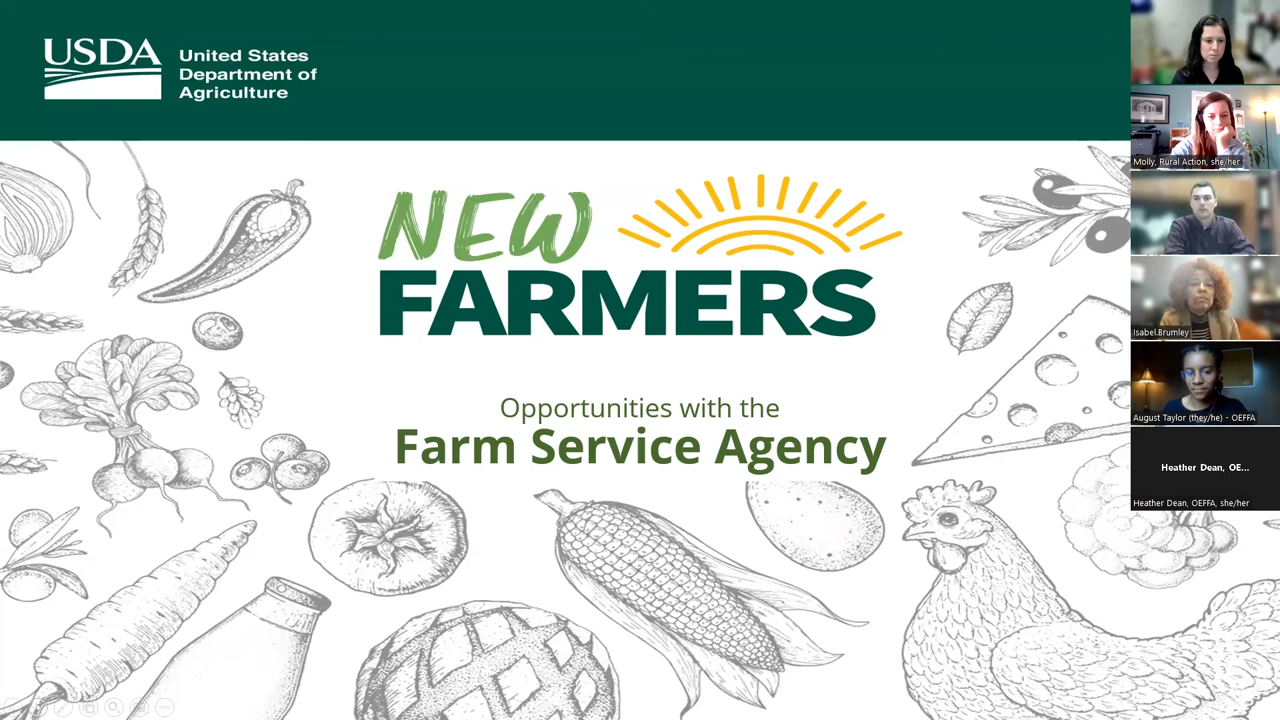 USDA
United States
Department of
Agriculture
NEW
FARMERS
Opportunities with the
Farm Service Agency
Molly, Rural Action, she/her
Isabel.Brumley
August Taylor (they/he) - OEFFA
Heather Dean, OE...
Heather Dean, OEFFA, she/her